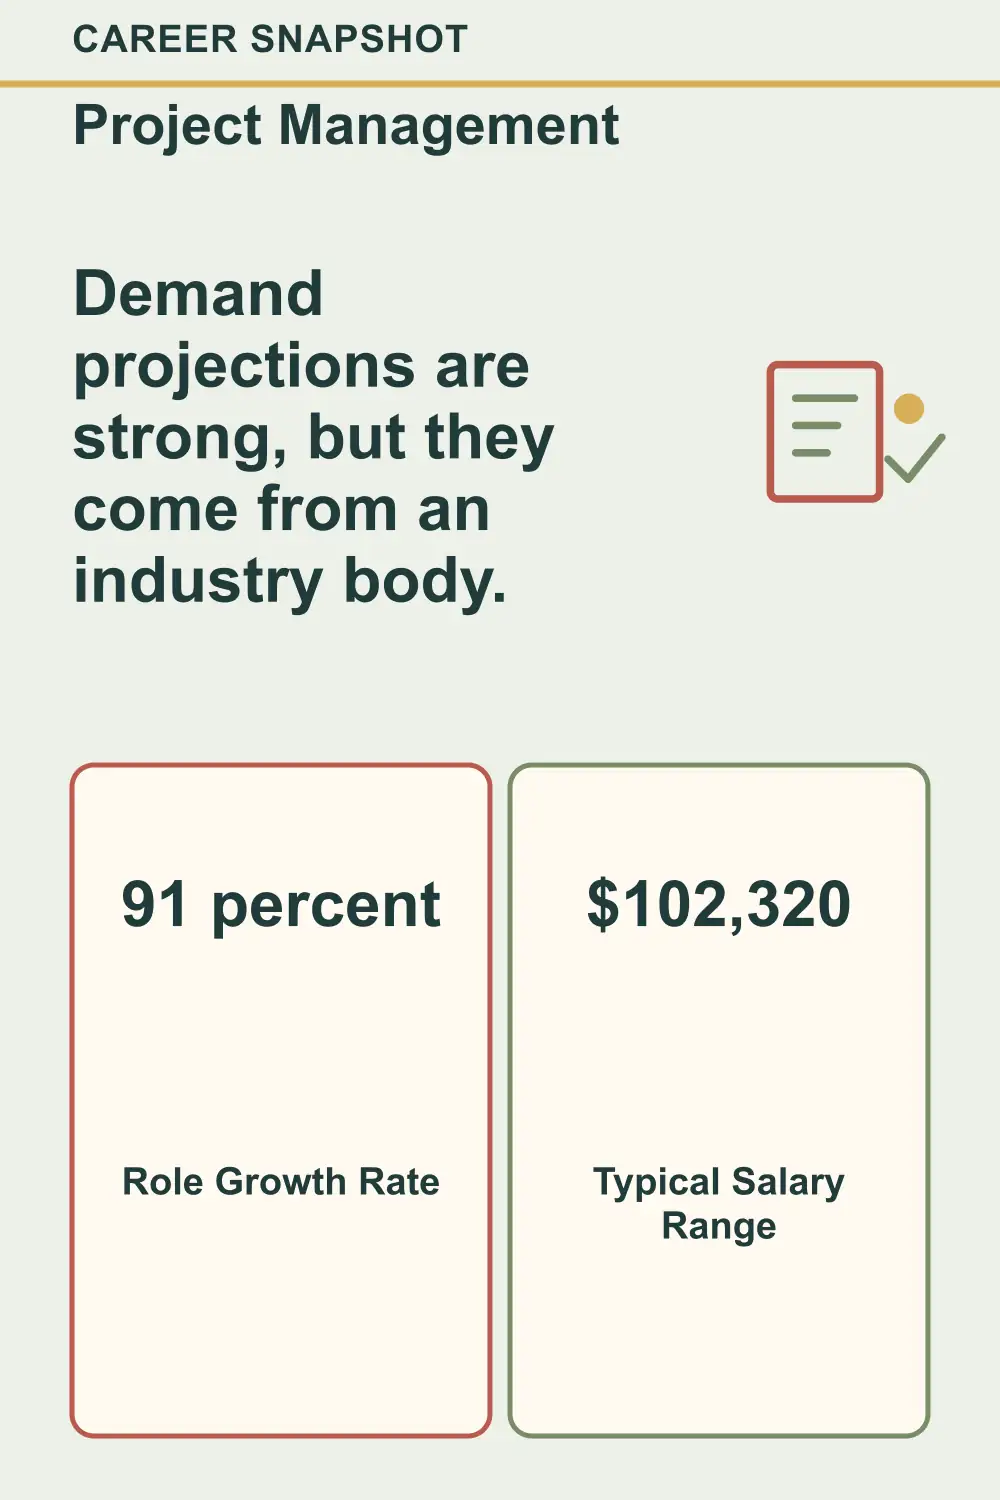 CAREER SNAPSHOT
Project Management
Demand
projections are
strong, but they
come from an
industry body.
91 percent
$102,320
Role Growth Rate
Typical Salary
Range